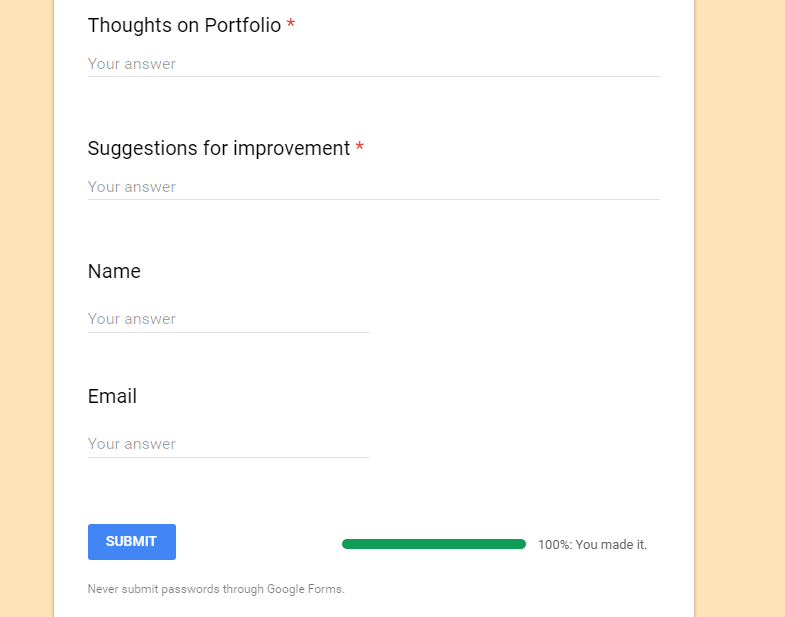 Thoughts on Portfolio *
Your answer
Suggestions for improvement *
Your answer
Name
Your answer
Email
Your answer
SUBMIT
100%: You made it.
Never submit passwords through Google Forms.